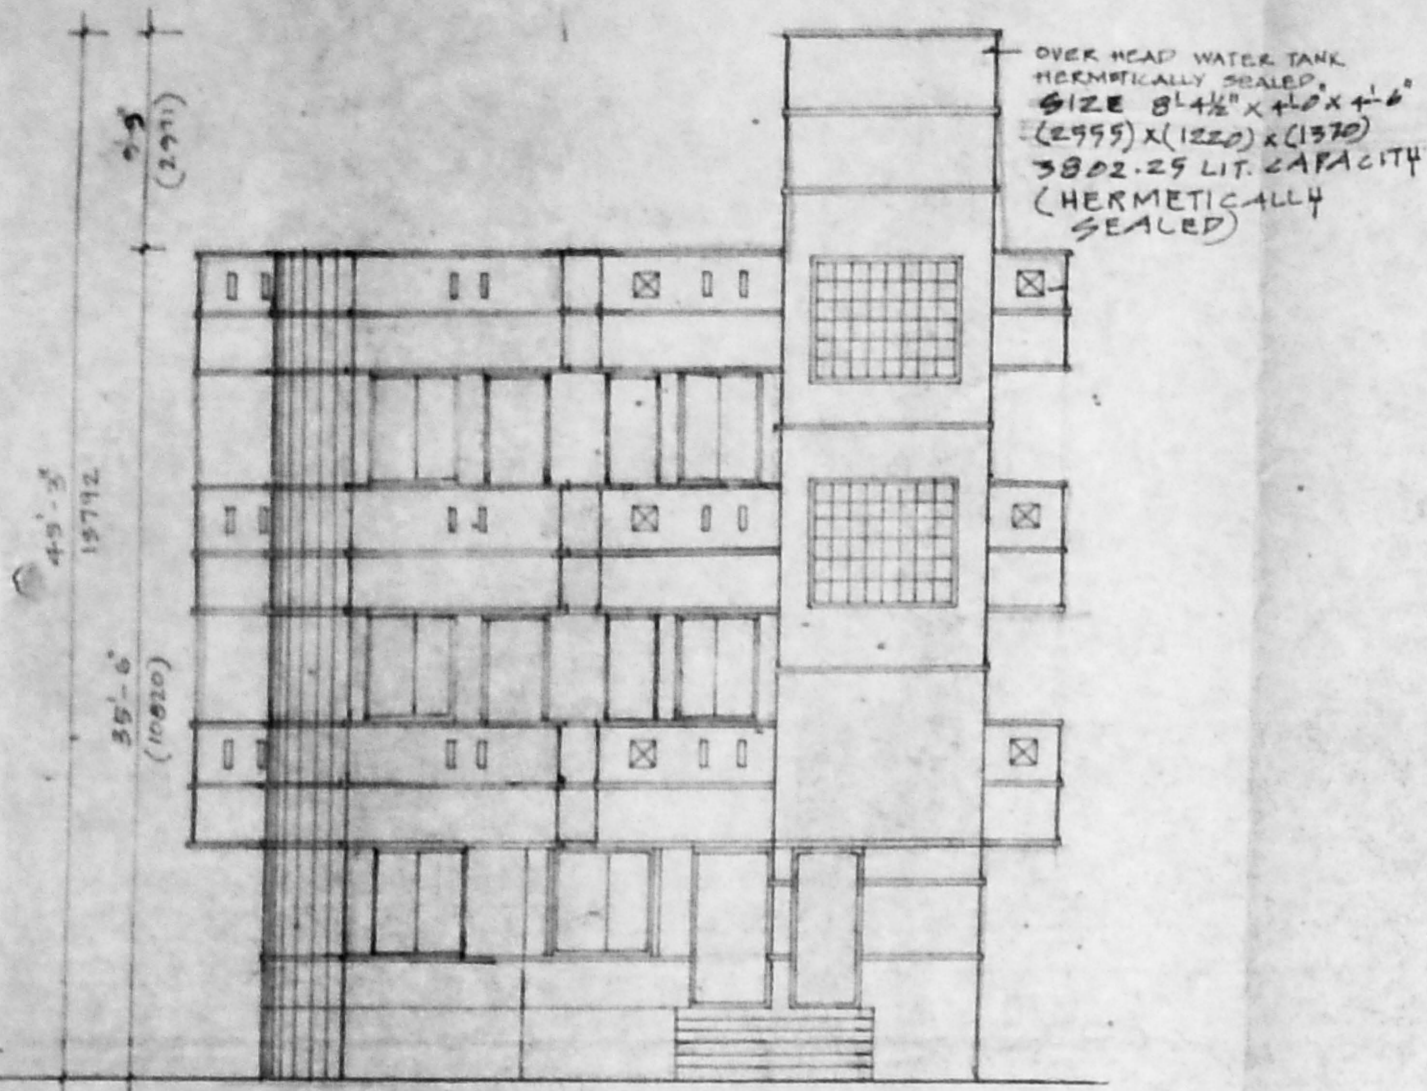 OVER HEAD WATER TANK
HERMETICALLY SEALED.
SIZE 8'-4½" X 4'-0" X 4'-6"
(2555) X (1220) X (1370)
3802.25 LIT. CAPACITY
(HERMETICALLY
SEALED)
9'-9"
(2971)
45'-3"
13792
35'-6"
(10820)